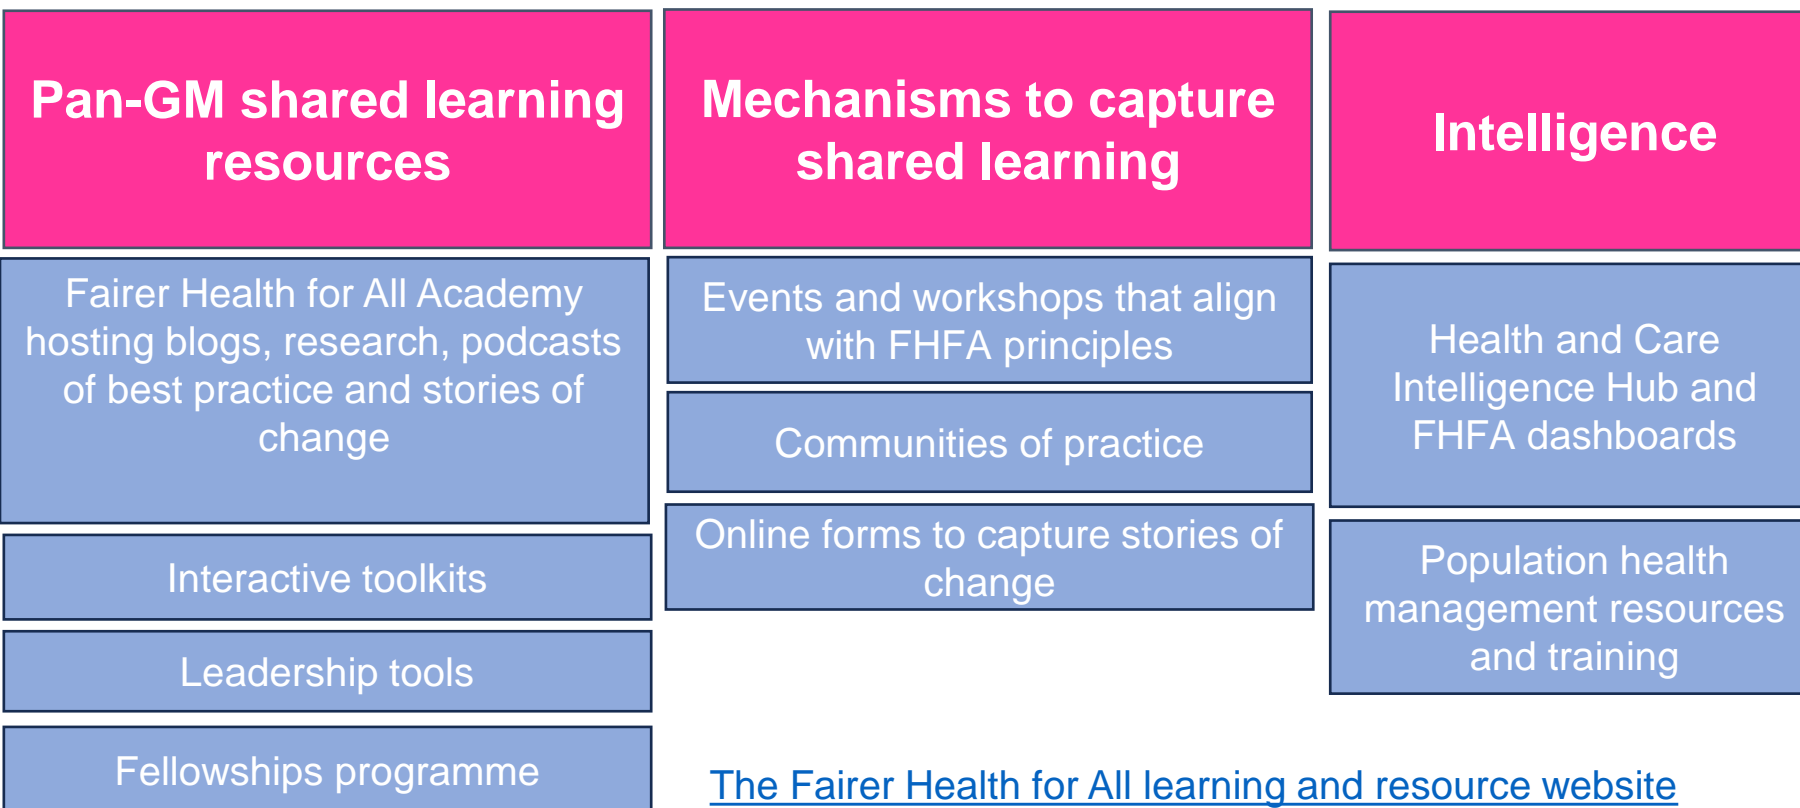 Pan-GM shared learning
resources
Fairer Health for All Academy
hosting blogs, research, podcasts
of best practice and stories of
change
Interactive toolkits
Leadership tools
Fellowships programme
Mechanisms to capture
shared learning
Events and workshops that align
with FHFA principles
Communities of practice
Online forms to capture stories of
change
Intelligence
Health and Care
Intelligence Hub and
FHFA dashboards
Population health
management resources
and training
The Fairer Health for All learning and resource website